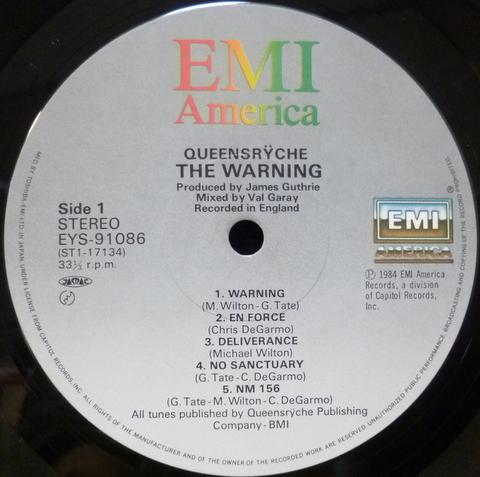 EMI
America
QUEENSRŸCHE
THE WARNING
Produced by James Guthrie
Mixed by Val Garay
Recorded in England
Side 1
STEREO
EYS-91086
(ST1-17134)
33⅓ r.p.m.
JASRAC
EMI
AMERICA
Ⓟ 1984 EMI America
Records, a division
of Capitol Records,
Inc.
1. WARNING
(M. Wilton - G. Tate)
2. EN FORCE
(Chris DeGarmo)
3. DELIVERANCE
(Michael Wilton)
4. NO SANCTUARY
(G. Tate - C. DeGarmo)
5. NM 156
(G. Tate - M. Wilton - C. DeGarmo)
All tunes published by Queensrÿche Publishing
Company - BMI
MFD. BY TOSHIBA-EMI LTD. IN JAPAN UNDER LICENSE FROM CAPITOL RECORDS, INC. ALL RIGHTS OF THE MANUFACTURER AND OF THE OWNER OF THE RECORDED WORK ARE RESERVED. UNAUTHORIZED PUBLIC PERFORMANCE, BROADCASTING AND COPYING OF THE RECORD PROHIBITED.